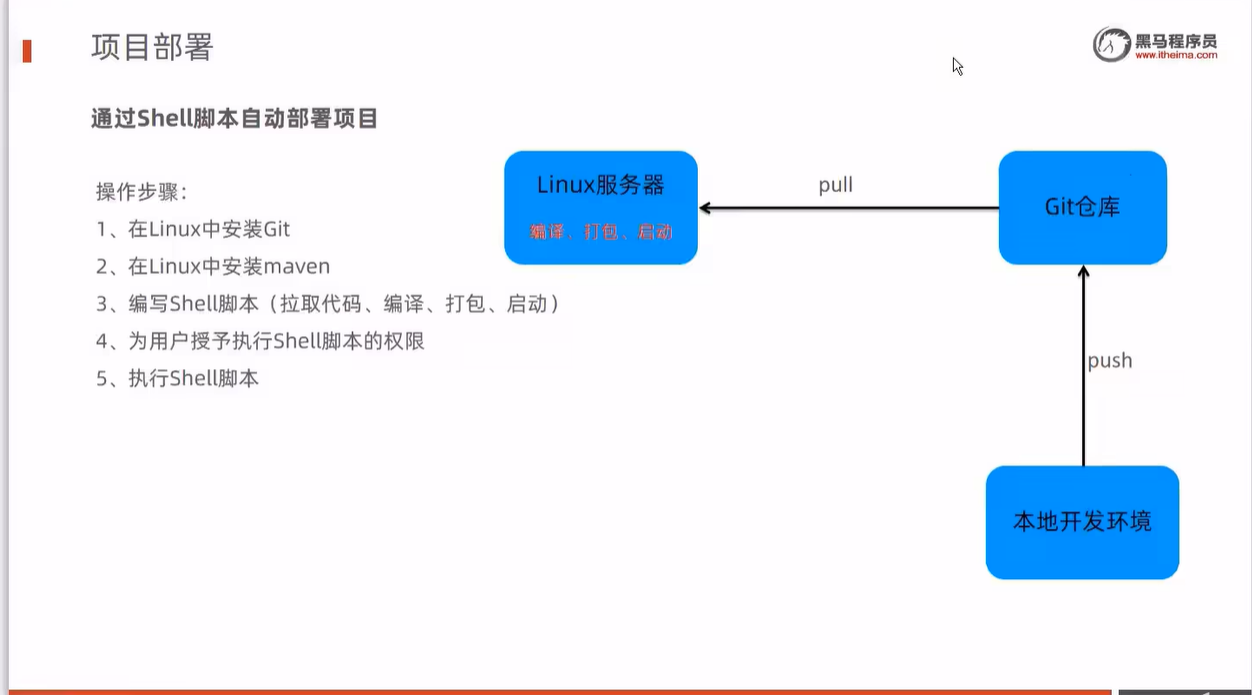 项目部署
黑马程序员
www.itheima.com
通过Shell脚本自动部署项目
操作步骤：
1、在Linux中安装Git
2、在Linux中安装maven
3、编写Shell脚本（拉取代码、编译、打包、启动）
4、为用户授予执行Shell脚本的权限
5、执行Shell脚本
Linux服务器
编译、打包、启动
pull
Git仓库
push
本地开发环境